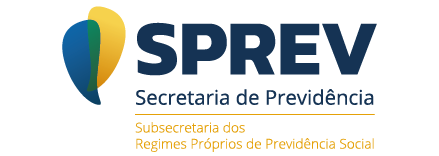 SPREV
Secretaria de Previdência
Subsecretaria dos
Regimes Próprios de Previdência Social